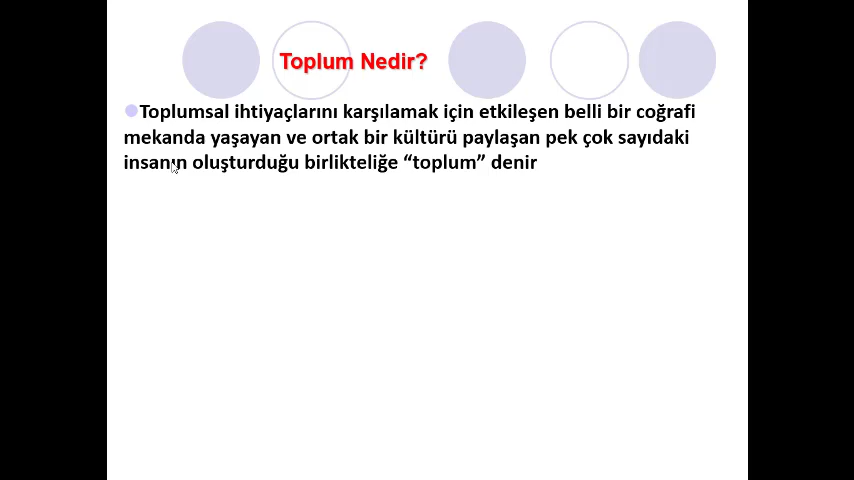 Toplum Nedir?
Toplumsal ihtiyaçlarını karşılamak için etkileşen belli bir coğrafi
mekanda yaşayan ve ortak bir kültürü paylaşan pek çok sayıdaki
insanın oluşturduğu birlikteliğe “toplum” denir